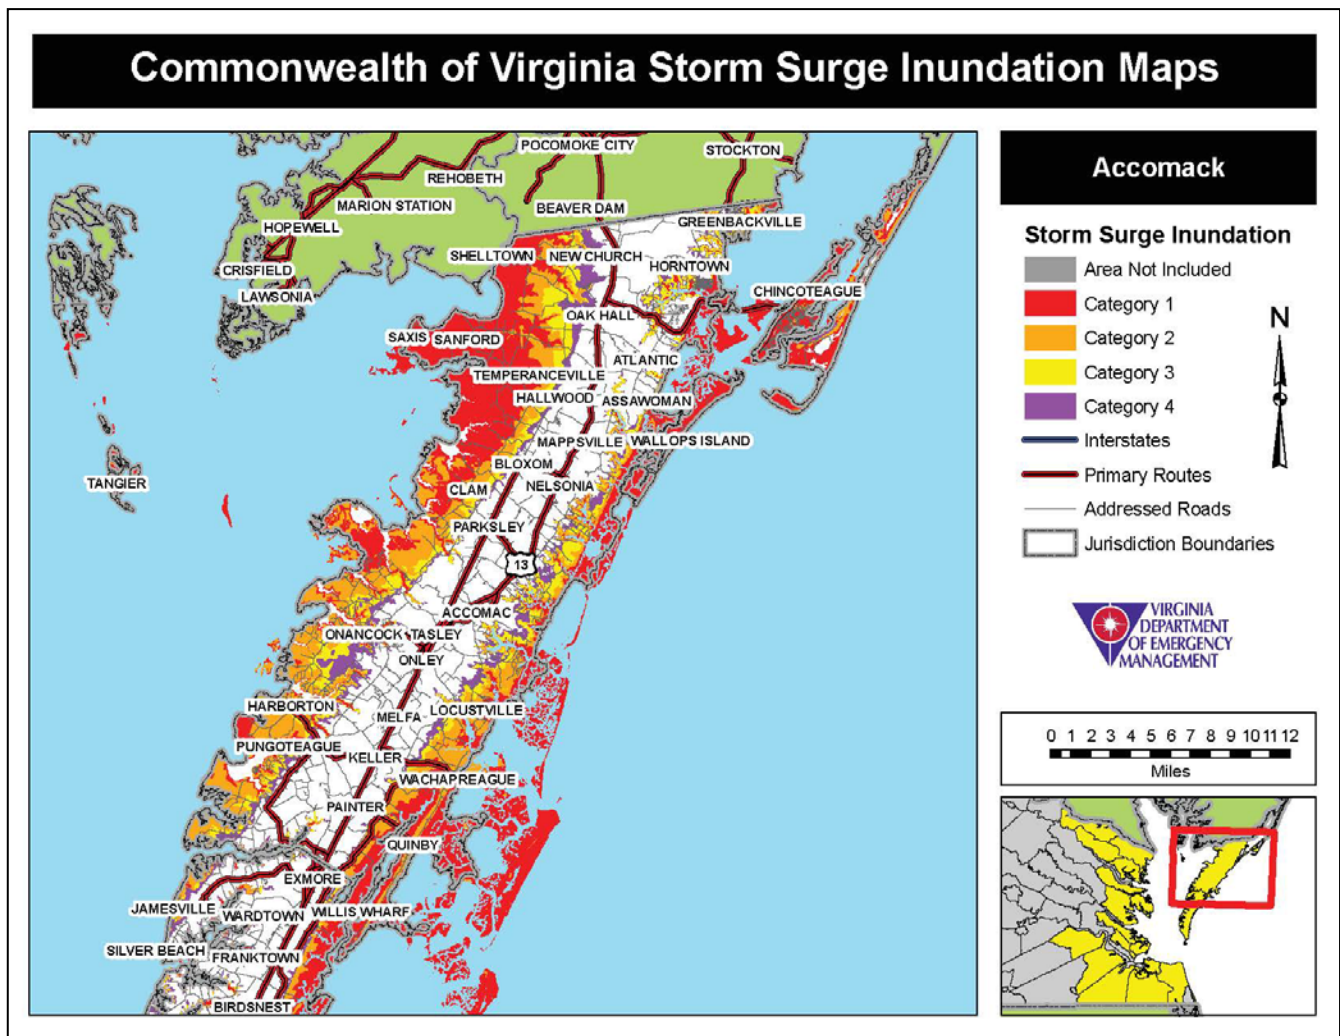 Commonwealth of Virginia Storm Surge Inundation Maps
POCOMOKE CITY
STOCKTON
REHOBETH
MARION STATION
BEAVER DAM
HOPEWELL
GREENBACKVILLE
SHELLTOWN
NEW CHURCH
HORNTOWN
CRISFIELD
LAWSONIA
CHINCOTEAGUE
OAK HALL
SAXIS
SANFORD
ATLANTIC
TEMPERANCEVILLE
HALLWOOD
ASSAWOMAN
MAPPSVILLE
WALLOPS ISLAND
BLOXOM
TANGIER
CLAM
NELSONIA
PARKSLEY
13
ACCOMAC
ONANCOCK
TASLEY
ONLEY
HARBORTON
MELFA
LOCUSTVILLE
PUNGOTEAGUE
KELLER
WACHAPREAGUE
PAINTER
QUINBY
EXMORE
JAMESVILLE
WARDTOWN
WILLIS WHARF
SILVER BEACH
FRANKTOWN
BIRDSNEST
Accomack
Storm Surge Inundation
Area Not Included
Category 1
Category 2
Category 3
Category 4
Interstates
Primary Routes
Addressed Roads
Jurisdiction Boundaries
N
VIRGINIA
DEPARTMENT
OF EMERGENCY
MANAGEMENT
0 1 2 3 4 5 6 7 8 9 10 11 12
Miles